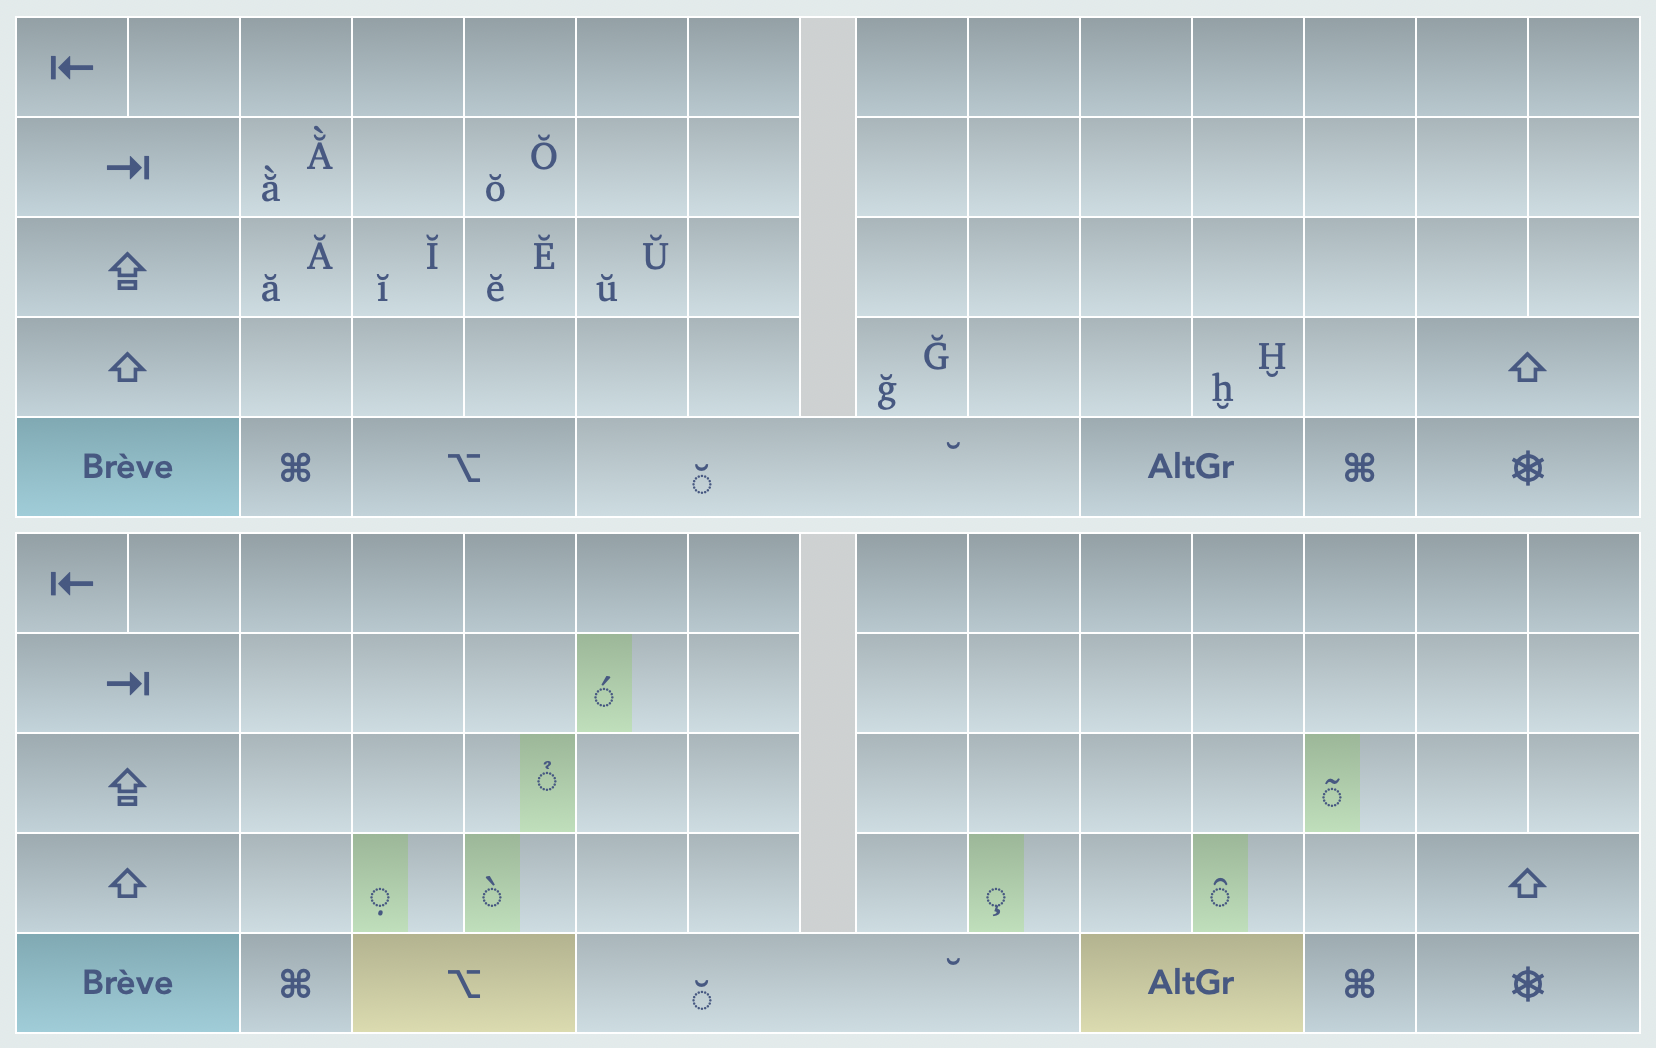 ⇤
⇥ ằ Ằ ŏ Ŏ
⇪ ă Ă ĭ Ĭ ĕ Ĕ ŭ Ŭ
⇧ ğ Ğ ḫ Ḫ ⇧
Brève ⌘ ⌥ ◌̆ ˘ AltGr ⌘ ⎈
⇤
⇥ ◌́
⇪ ◌̉ ◌̃
⇧ ◌̣ ◌̀ ◌̧ ◌̑ ⇧
Brève ⌘ ⌥ ◌̆ ˘ AltGr ⌘ ⎈